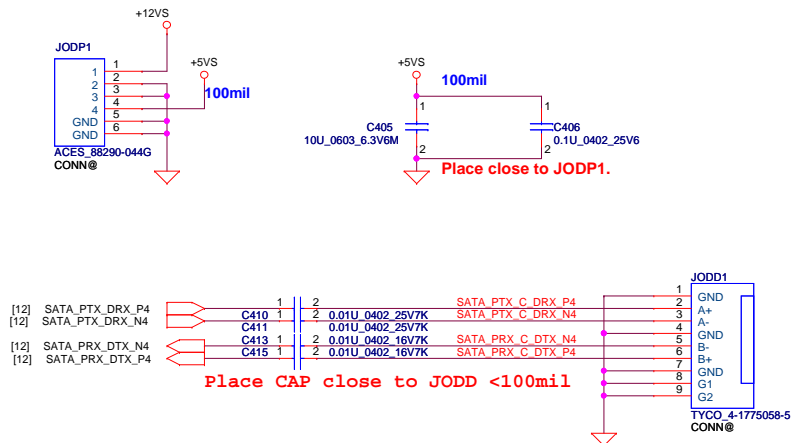 +12VS
JODP1
+5VS
+5VS
1 1
2 2
3 3
4 4
GND 5
GND 6
100mil
100mil
1 1
C405
10U_0603_6.3V6M
C406
0.1U_0402_25V6
2 2
ACES_88290-044G
CONN@
Place close to JODP1.
JODD1
[12] SATA_PTX_DRX_P4 1 2 SATA_PTX_C_DRX_P4
[12] SATA_PTX_DRX_N4 C410 1 2 0.01U_0402_25V7K SATA_PTX_C_DRX_N4
C411 0.01U_0402_25V7K
[12] SATA_PRX_DTX_N4 C413 1 2 0.01U_0402_16V7K SATA_PRX_C_DTX_N4
[12] SATA_PRX_DTX_P4 C415 1 2 0.01U_0402_16V7K SATA_PRX_C_DTX_P4
1 GND
2 A+
3 A-
4 GND
5 B-
6 B+
7 GND
8 G1
9 G2
Place CAP close to JODD <100mil
TYCO_4-1775058-5
CONN@